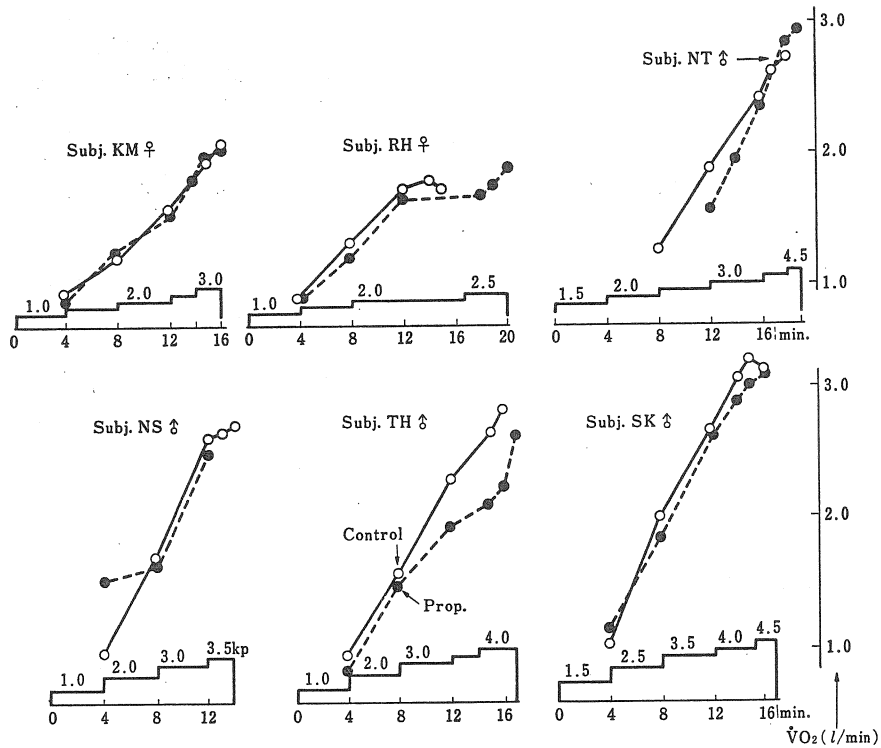 Subj. KM ♀
1.0 2.0 3.0
0 4 8 12 16
Subj. RH ♀
1.0 2.0 2.5
0 4 8 12 16 20
Subj. NT ♂
1.5 2.0 3.0 4.5
0 4 8 12 16 min.
3.0
2.0
1.0
Subj. NS ♂
1.0 2.0 3.0 3.5kp
0 4 8 12
Subj. TH ♂
Control
Prop.
1.0 2.0 3.0 4.0
0 4 8 12 16
Subj. SK ♂
1.5 2.5 3.5 4.0 4.5
0 4 8 12 16 min.
3.0
2.0
1.0
V̇O₂ (l/min)